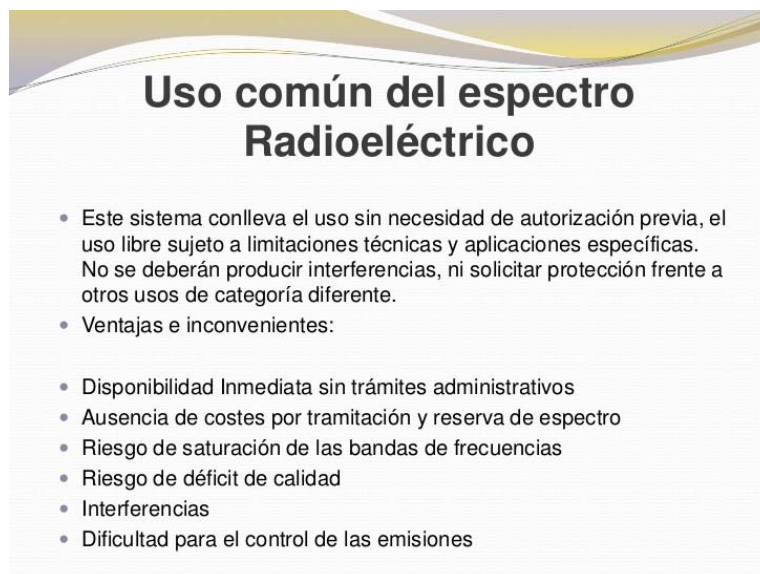 Uso común del espectro
Radioeléctrico
• Este sistema conlleva el uso sin necesidad de autorización previa, el
uso libre sujeto a limitaciones técnicas y aplicaciones específicas.
No se deberán producir interferencias, ni solicitar protección frente a
otros usos de categoría diferente.
• Ventajas e inconvenientes:
• Disponibilidad Inmediata sin trámites administrativos
• Ausencia de costes por tramitación y reserva de espectro
• Riesgo de saturación de las bandas de frecuencias
• Riesgo de déficit de calidad
• Interferencias
• Dificultad para el control de las emisiones